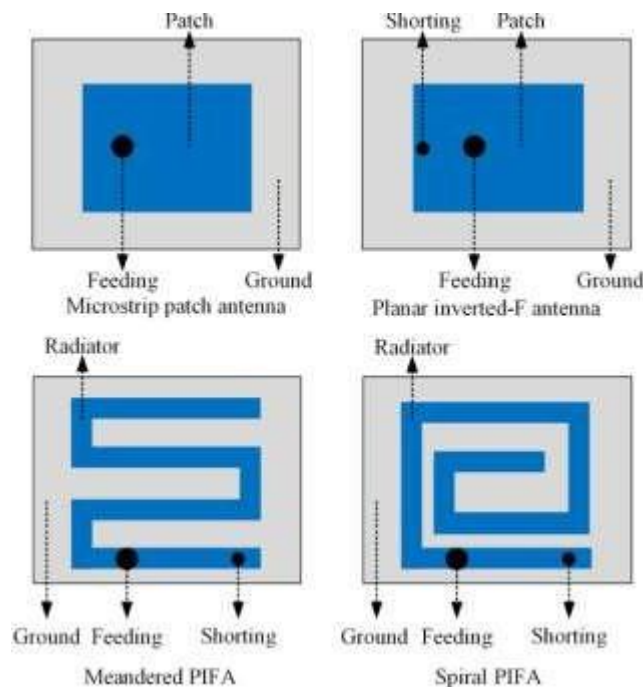 Patch
Shorting Patch
Feeding Ground
Microstrip patch antenna
Feeding Ground
Planar inverted-F antenna
Radiator
Radiator
Ground Feeding Shorting
Meandered PIFA
Ground Feeding Shorting
Spiral PIFA